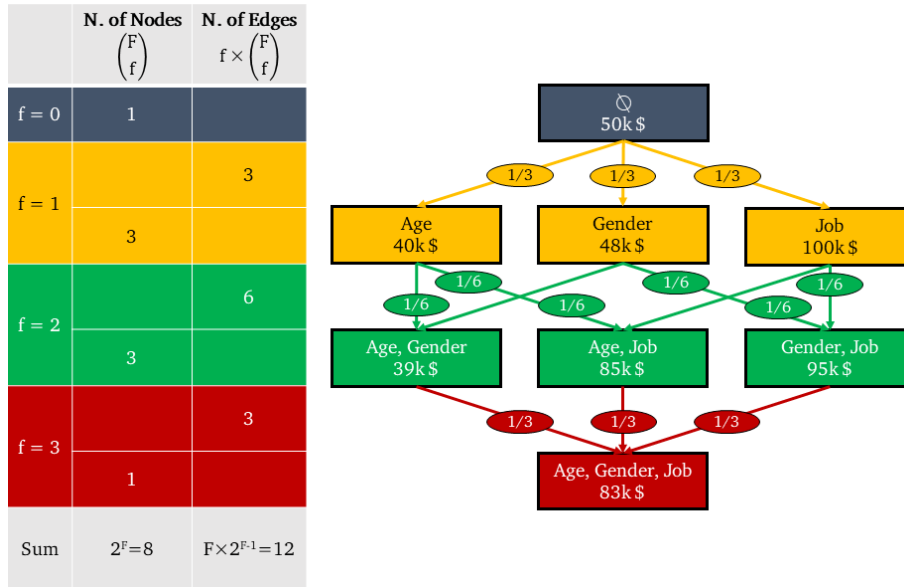 N. of Nodes
(F
f)
N. of Edges
f × (F
f)
f = 0
1
f = 1
3
3
f = 2
6
3
f = 3
3
1
Sum
2^F=8
F×2^F-1=12
∅
50k $
1/3
1/3
1/3
Age
40k $
Gender
48k $
Job
100k $
1/6
1/6
1/6
1/6
1/6
1/6
Age, Gender
39k $
Age, Job
85k $
Gender, Job
95k $
1/3
1/3
1/3
Age, Gender, Job
83k $